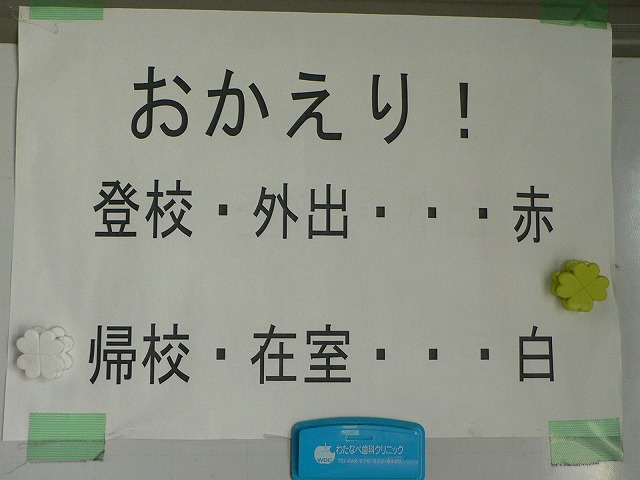 おかえり！
登校・外出・・・赤
帰校・在室・・・白
わたなべ歯科クリニック
WDC